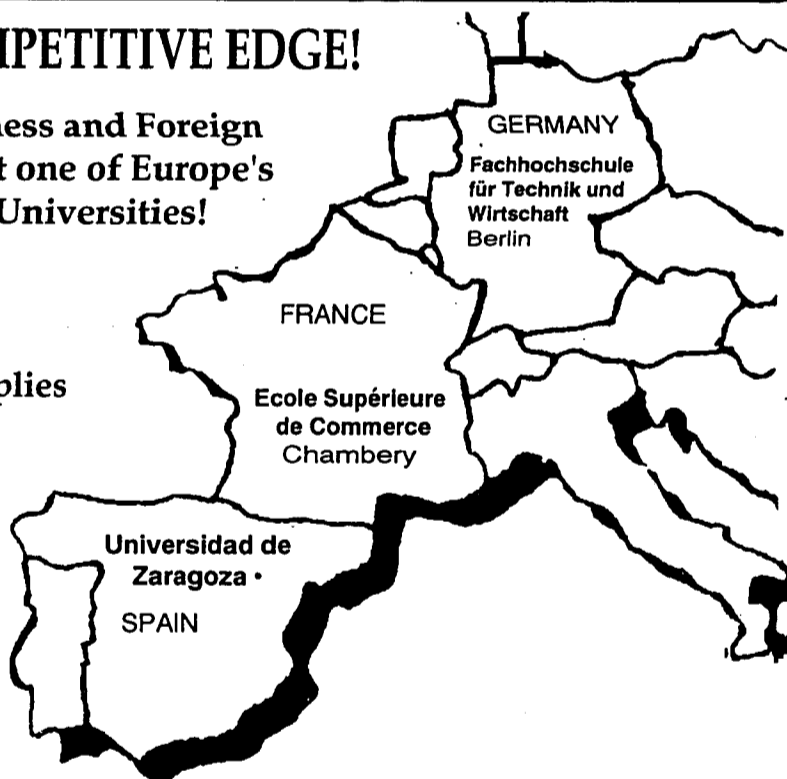 IPETITIVE EDGE!
ness and Foreign
t one of Europe's
Universities!
plies
GERMANY
Fachhochschule
für Technik und
Wirtschaft
Berlin
FRANCE
Ecole Supérieure
de Commerce
Chambery
Universidad de
Zaragoza •
SPAIN